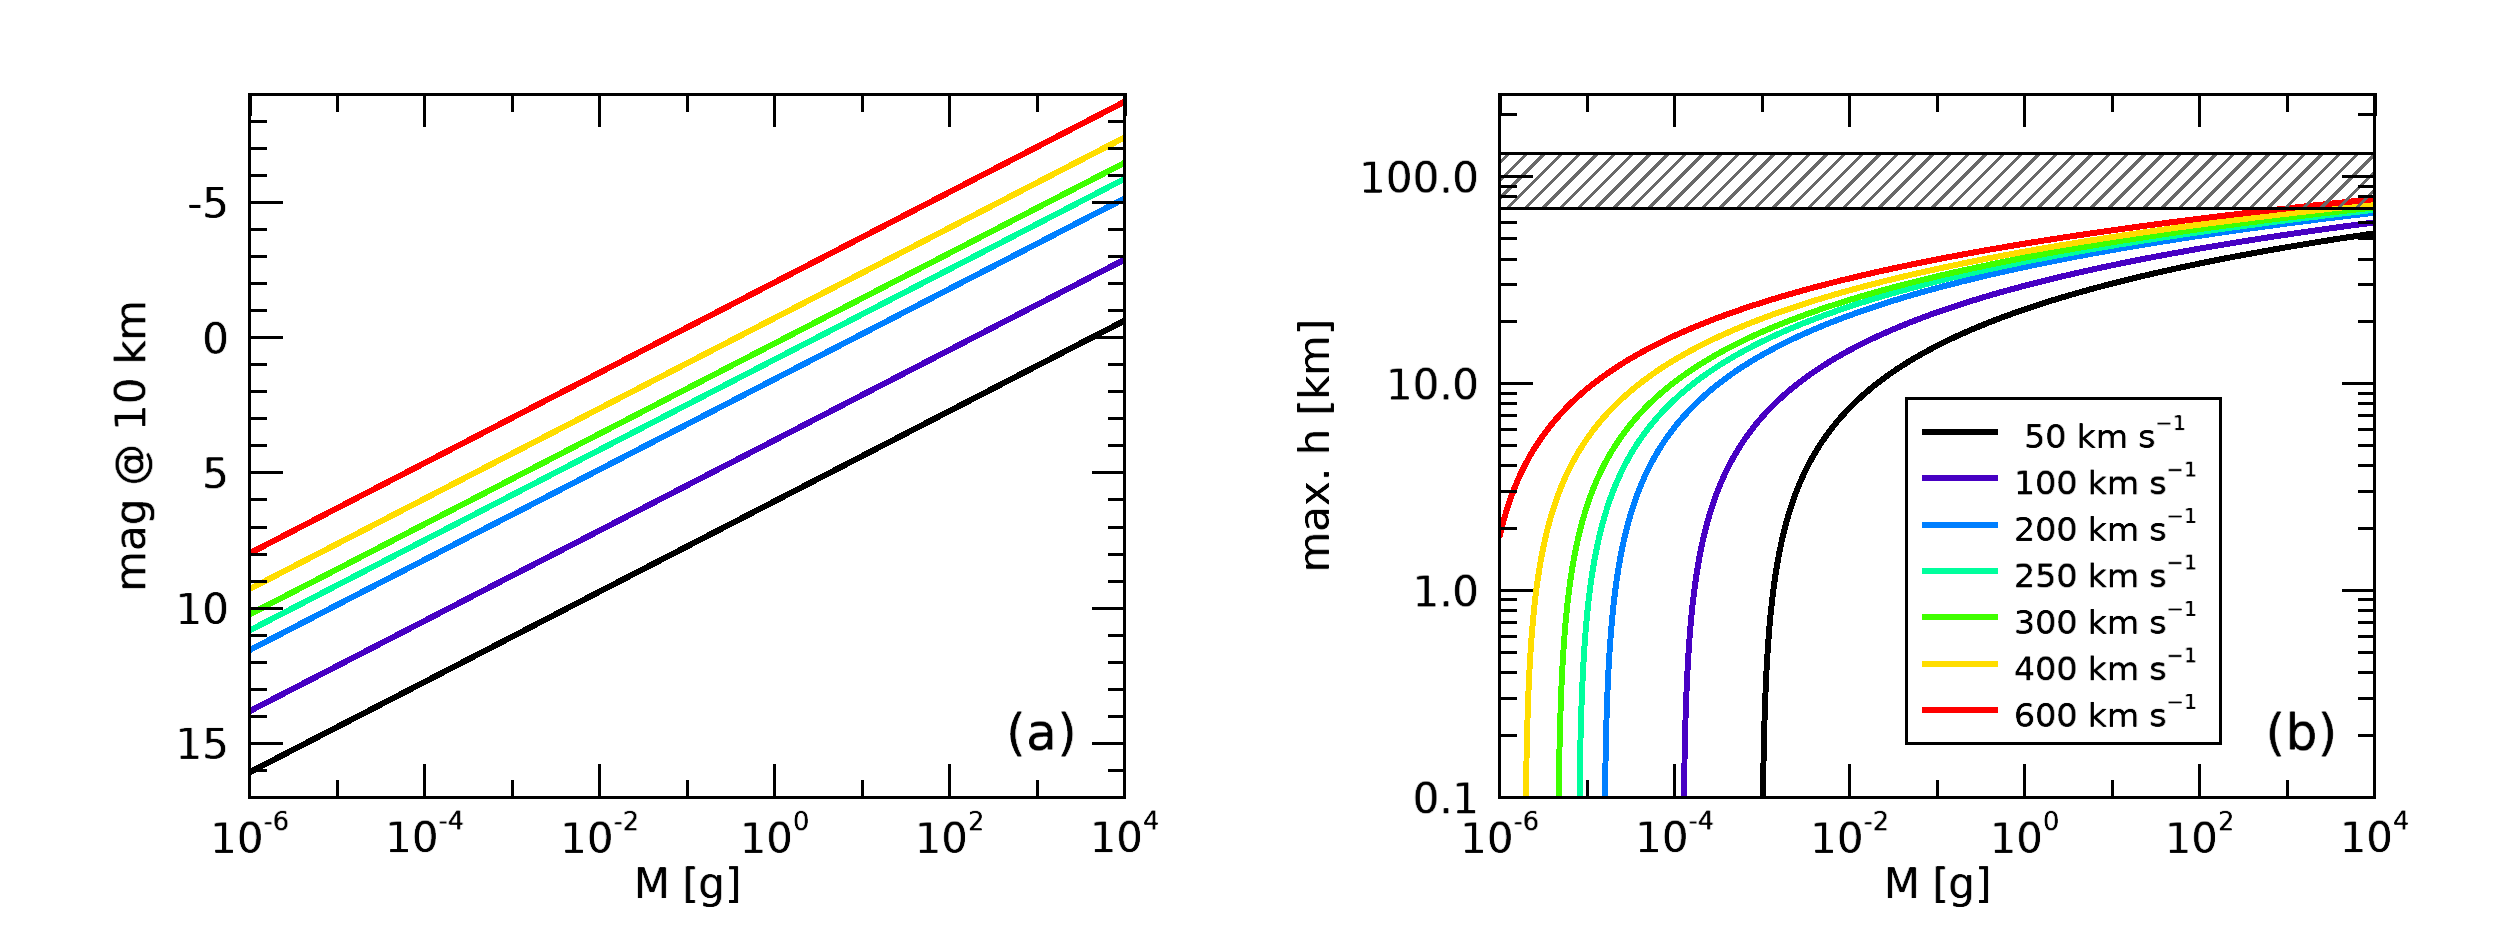 -5
0
5
10
15
mag @ 10 km
10⁻⁶ 10⁻⁴ 10⁻² 10⁰ 10² 10⁴
M [g]
(a)
100.0
10.0
1.0
0.1
max. h [km]
50 km s⁻¹
100 km s⁻¹
200 km s⁻¹
250 km s⁻¹
300 km s⁻¹
400 km s⁻¹
600 km s⁻¹
(b)
10⁻⁶ 10⁻⁴ 10⁻² 10⁰ 10² 10⁴
M [g]